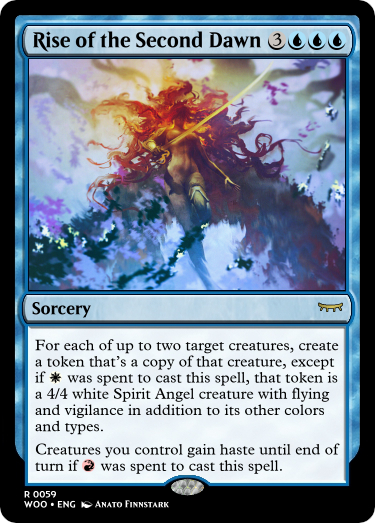 Rise of the Second Dawn 3
Sorcery
For each of up to two target creatures, create
a token that's a copy of that creature, except
if was spent to cast this spell, that token is
a 4/4 white Spirit Angel creature with flying
and vigilance in addition to its other colors
and types.
Creatures you control gain haste until end of
turn if was spent to cast this spell.
R 0059
WOO • ENG Anato Finnstark